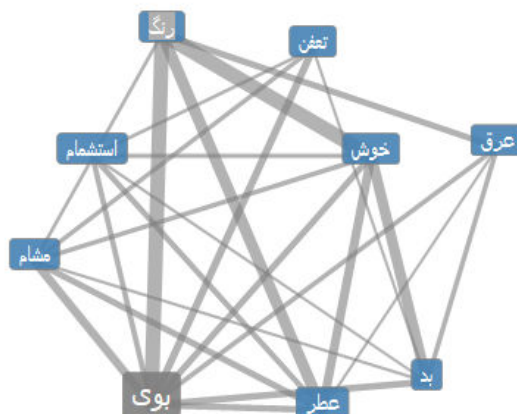 رنگ
تعفن
عرق
خوش
استشمام
مشام
بد
عطر
بوی